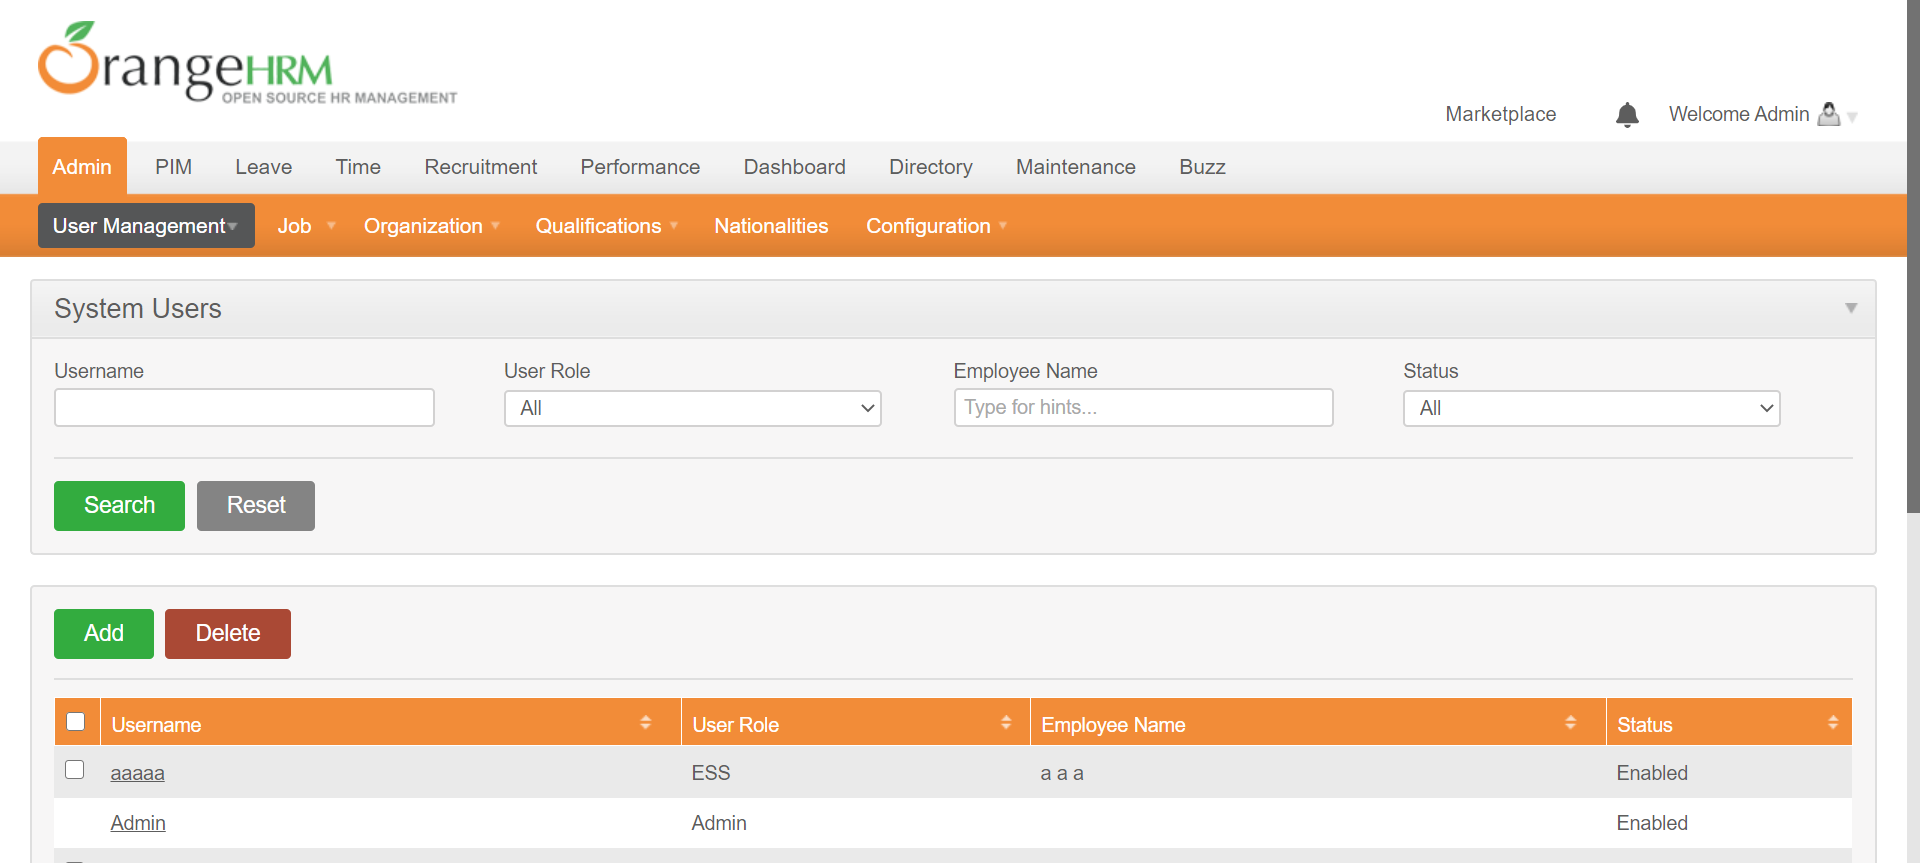 OrangeHRM
OPEN SOURCE HR MANAGEMENT
Marketplace Welcome Admin
Admin PIM Leave Time Recruitment Performance Dashboard Directory Maintenance Buzz
User Management Job Organization Qualifications Nationalities Configuration
System Users
Username User Role Employee Name Status
All Type for hints... All
Search Reset
Add Delete
Username User Role Employee Name Status
aaaaa ESS a a a Enabled
Admin Admin Enabled